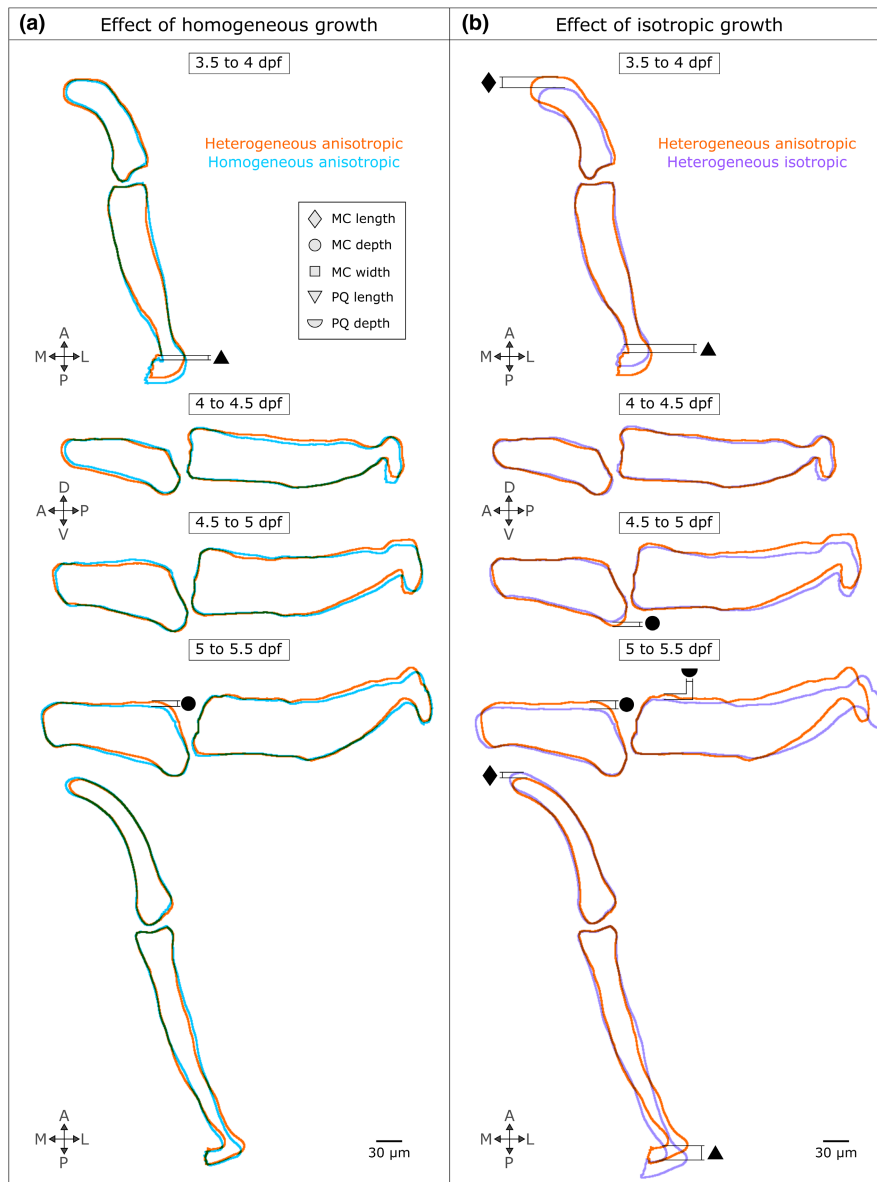 (a) Effect of homogeneous growth
3.5 to 4 dpf
Heterogeneous anisotropic
Homogeneous anisotropic
MC length
MC depth
MC width
PQ length
PQ depth
A
M L
P
4 to 4.5 dpf
D
A P
V
4.5 to 5 dpf
5 to 5.5 dpf
A
M L
P
30 µm
(b) Effect of isotropic growth
3.5 to 4 dpf
Heterogeneous anisotropic
Heterogeneous isotropic
A
M L
P
4 to 4.5 dpf
D
A P
V
4.5 to 5 dpf
5 to 5.5 dpf
A
M L
P
30 µm